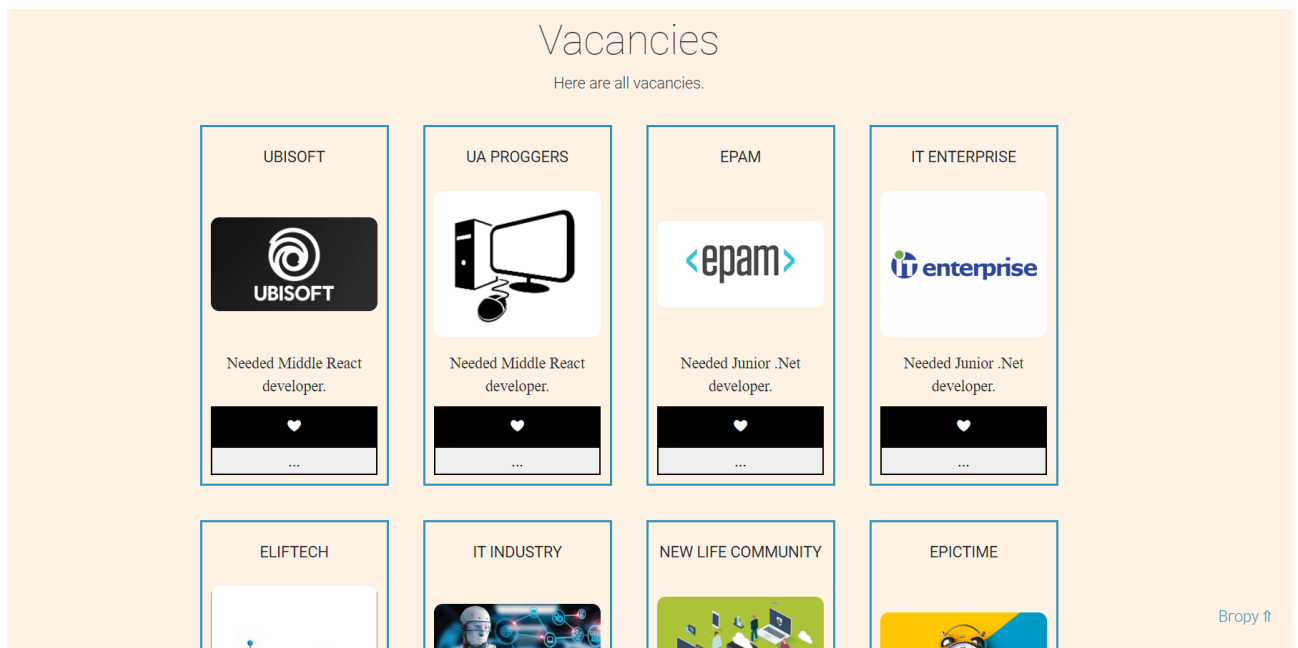 Vacancies
Here are all vacancies.
UBISOFT
UA PROGGERS
EPAM
IT ENTERPRISE
UBISOFT
<epam>
iT enterprise
Needed Middle React
developer.
Needed Middle React
developer.
Needed Junior .Net
developer.
Needed Junior .Net
developer.
...
...
...
...
ELIFTECH
IT INDUSTRY
NEW LIFE COMMUNITY
EPICTIME
Вгору ⇮